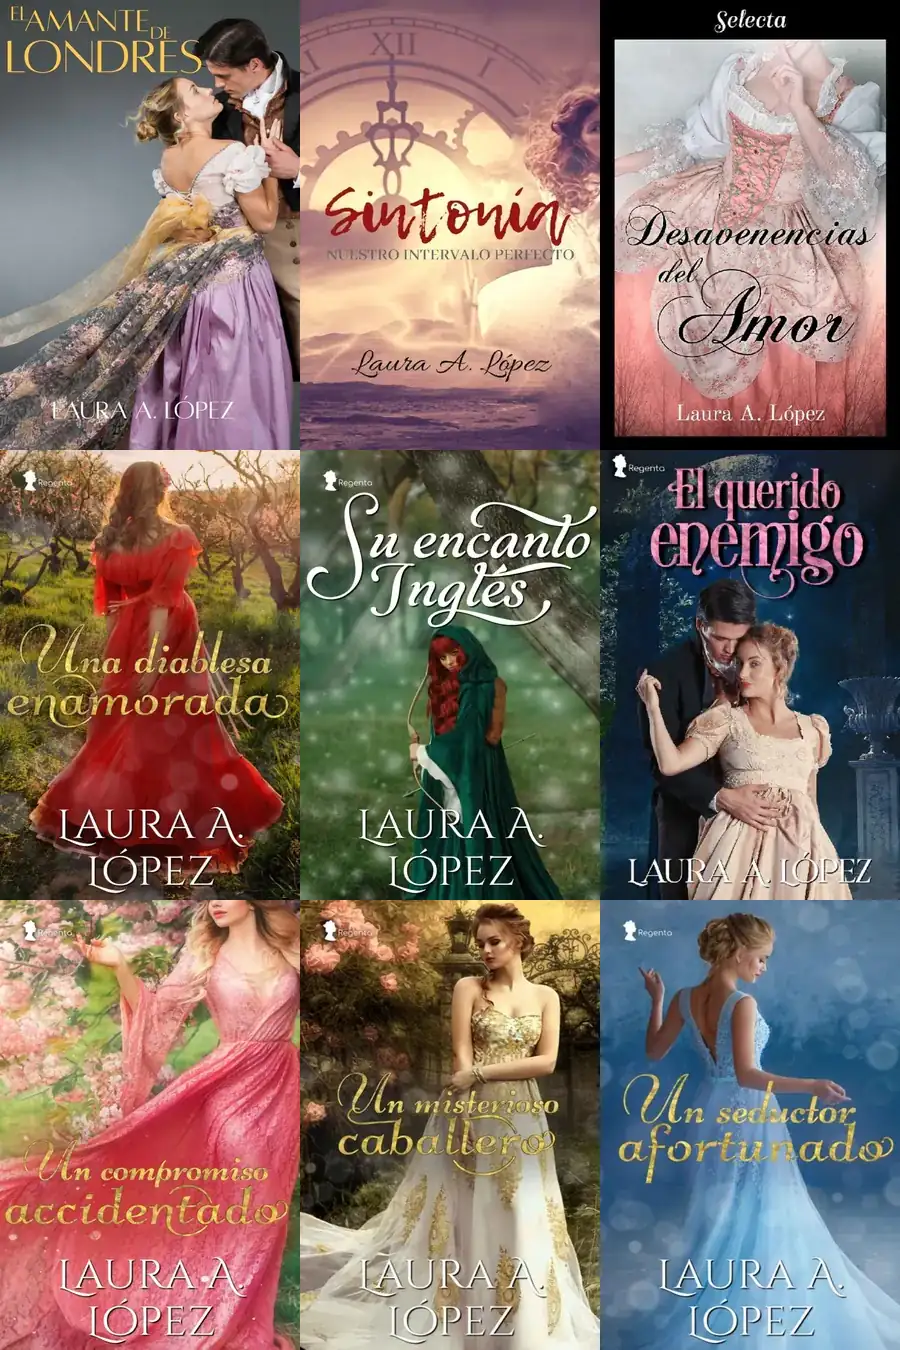 EL AMANTE DE
LONDRES
LAURA A. LÓPEZ
XII
I
Sintonía
NUESTRO INTERVALO PERFECTO
Laura A. López
Selecta
Desavenencias
del
Amor
Laura A. López
Regenta
Una diablesa
enamorada
LAURA A.
LÓPEZ
Regenta
Su encanto
Inglés
LAURA A.
LÓPEZ
Regenta
El querido
enemigo
LAURA A. LÓPEZ
Regenta
Un compromiso
accidentado
LAURA A.
LÓPEZ
Regenta
Un misterioso
caballero
LAURA A.
LÓPEZ
Regenta
Un seductor
afortunado
LAURA A.
LÓPEZ